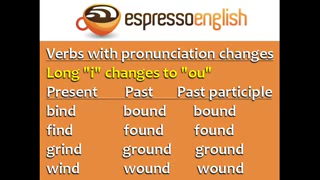 espressoenglish
Verbs with pronunciation changes
Long "i" changes to "ou"
Present Past Past participle
bind bound bound
find found found
grind ground ground
wind wound wound